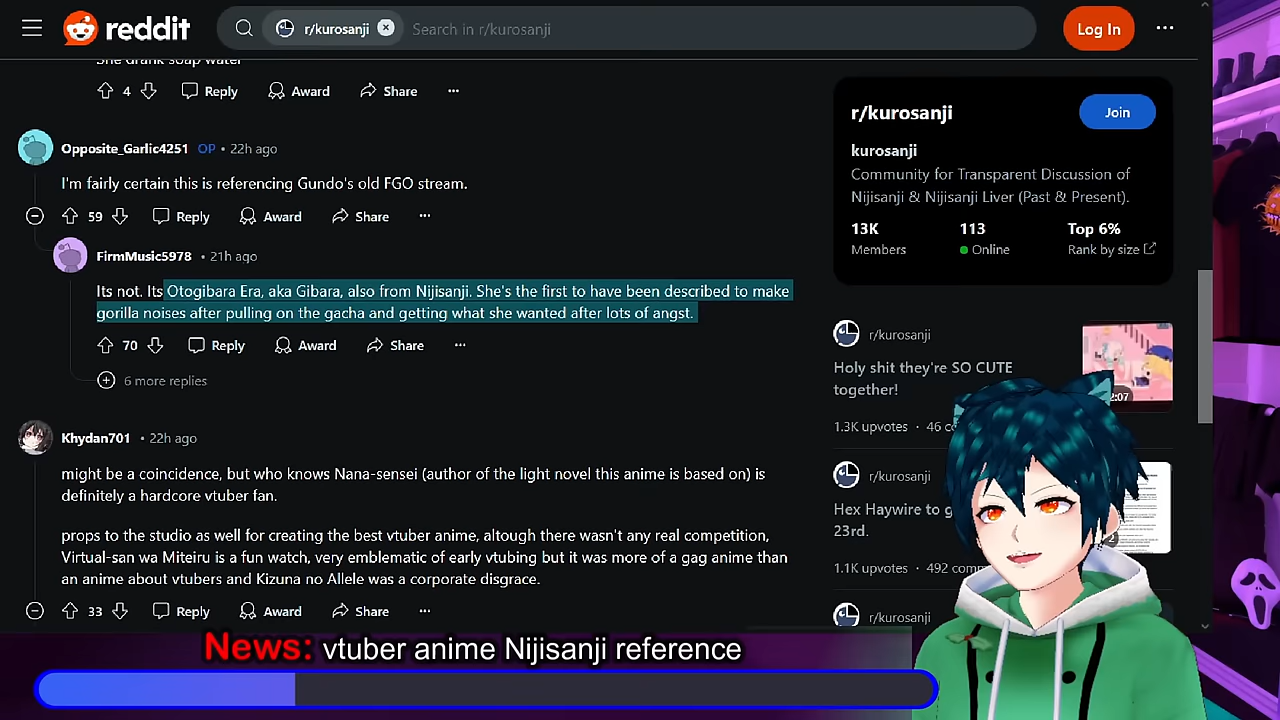 reddit
r/kurosanji
Search in r/kurosanji
Log In
She drank soap water
4
Reply
Award
Share
Opposite_Garlic4251 OP • 22h ago
I'm fairly certain this is referencing Gundo's old FGO stream.
59
Reply
Award
Share
FirmMusic5978 • 21h ago
Its not. Its Otogibara Era, aka Gibara, also from Nijisanji. She's the first to have been described to make
gorilla noises after pulling on the gacha and getting what she wanted after lots of angst.
70
Reply
Award
Share
6 more replies
Khydan701 • 22h ago
might be a coincidence, but who knows Nana-sensei (author of the light novel this anime is based on) is
definitely a hardcore vtuber fan.
props to the studio as well for creating the best vtuber anime, altough there wasn't any real competition,
Virtual-san wa Miteiru is a fun watch, very emblematic of early vtubing but it was more of a gag anime than
an anime about vtubers and Kizuna no Allele was a corporate disgrace.
33
Reply
Award
Share
r/kurosanji
Join
kurosanji
Community for Transparent Discussion of
Nijisanji & Nijisanji Liver (Past & Present).
13K
113
Top 6%
Members
Online
Rank by size
r/kurosanji
Holy shit they're SO CUTE
together!
2:07
1.3K upvotes · 46
r/kurosanji
Hex Haywire to
23rd.
1.1K upvotes · 492
r/kurosanji
News: vtuber anime Nijisanji reference